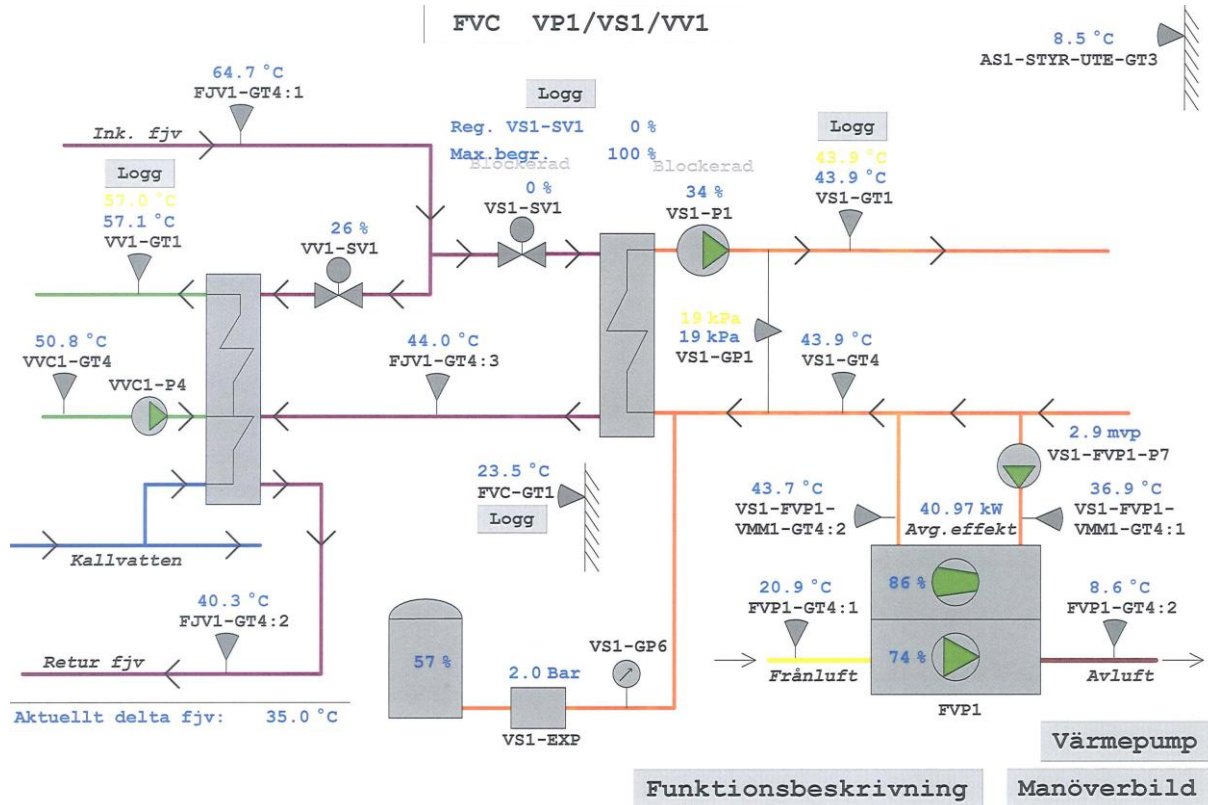 FVC VP1/VS1/VV1
8.5 °C
AS1-STYR-UTE-GT3
64.7 °C
FJV1-GT4:1
Ink. fjv
Logg
Reg. VS1-SV1 0 %
Max.begr. 100 %
Blockerad
0 %
VS1-SV1
Blockerad
34 %
VS1-P1
Logg
43.9 °C
43.9 °C
VS1-GT1
Logg
57.0 °C
57.1 °C
VV1-GT1
26 %
VV1-SV1
50.8 °C
VVC1-GT4
VVC1-P4
44.0 °C
FJV1-GT4:3
19 kPa
19 kPa
VS1-GP1
43.9 °C
VS1-GT4
2.9 mvp
VS1-FVP1-P7
23.5 °C
FVC-GT1
Logg
43.7 °C
VS1-FVP1-
VMM1-GT4:2
40.97 kW
Avg.effekt
36.9 °C
VS1-FVP1-
VMM1-GT4:1
Kallvatten
40.3 °C
FJV1-GT4:2
Retur fjv
Aktuellt delta fjv: 35.0 °C
57 %
2.0 Bar
VS1-EXP
VS1-GP6
20.9 °C
FVP1-GT4:1
Frånluft
86 %
74 %
FVP1
8.6 °C
FVP1-GT4:2
Avluft
Värmepump
Funktionsbeskrivning
Manöverbild